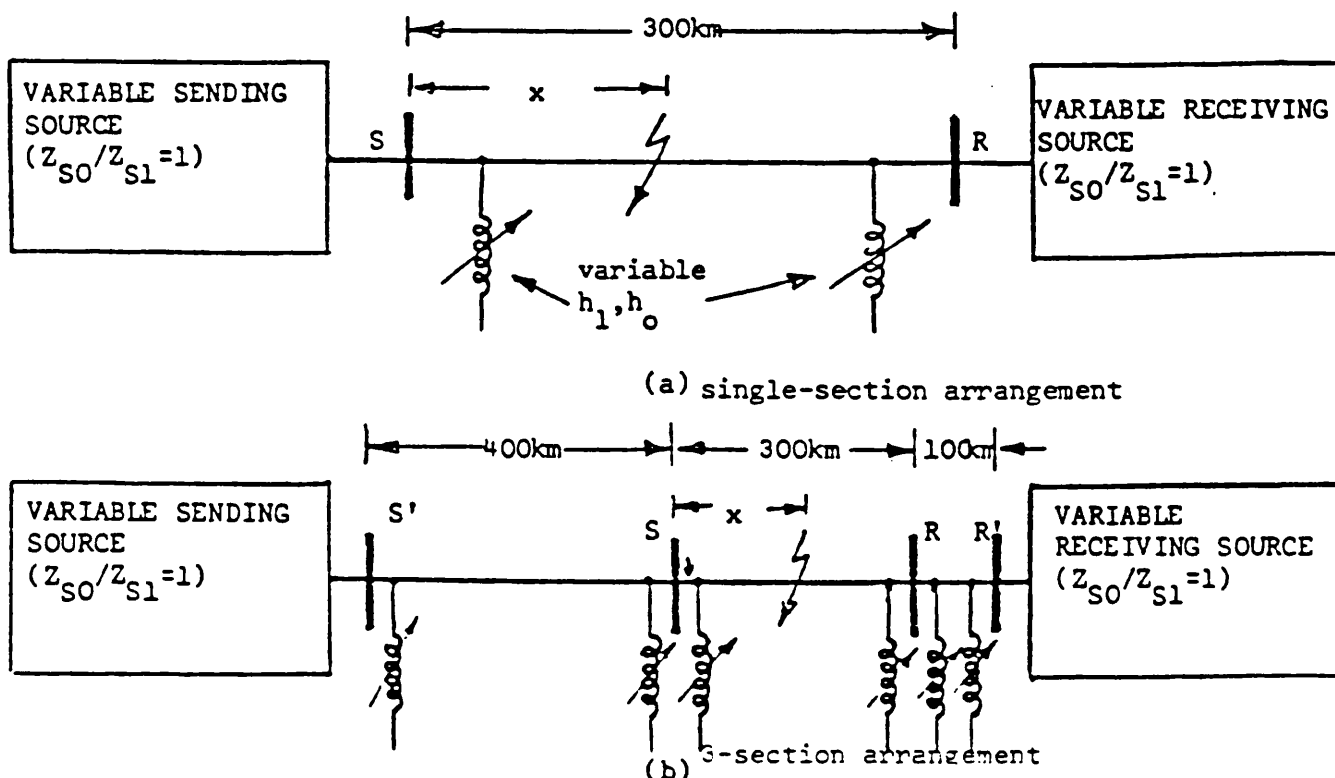 300km
x
VARIABLE SENDING
SOURCE
(Z_SO/Z_S1=1)
S
R
VARIABLE RECEIVING
SOURCE
(Z_SO/Z_S1=1)
variable
h_1,h_o
(a) single-section arrangement
400km
300km
100km
x
VARIABLE SENDING
SOURCE
(Z_SO/Z_S1=1)
S'
S
R
R'
VARIABLE
RECEIVING SOURCE
(Z_SO/Z_S1=1)
(b) 3-section arrangement